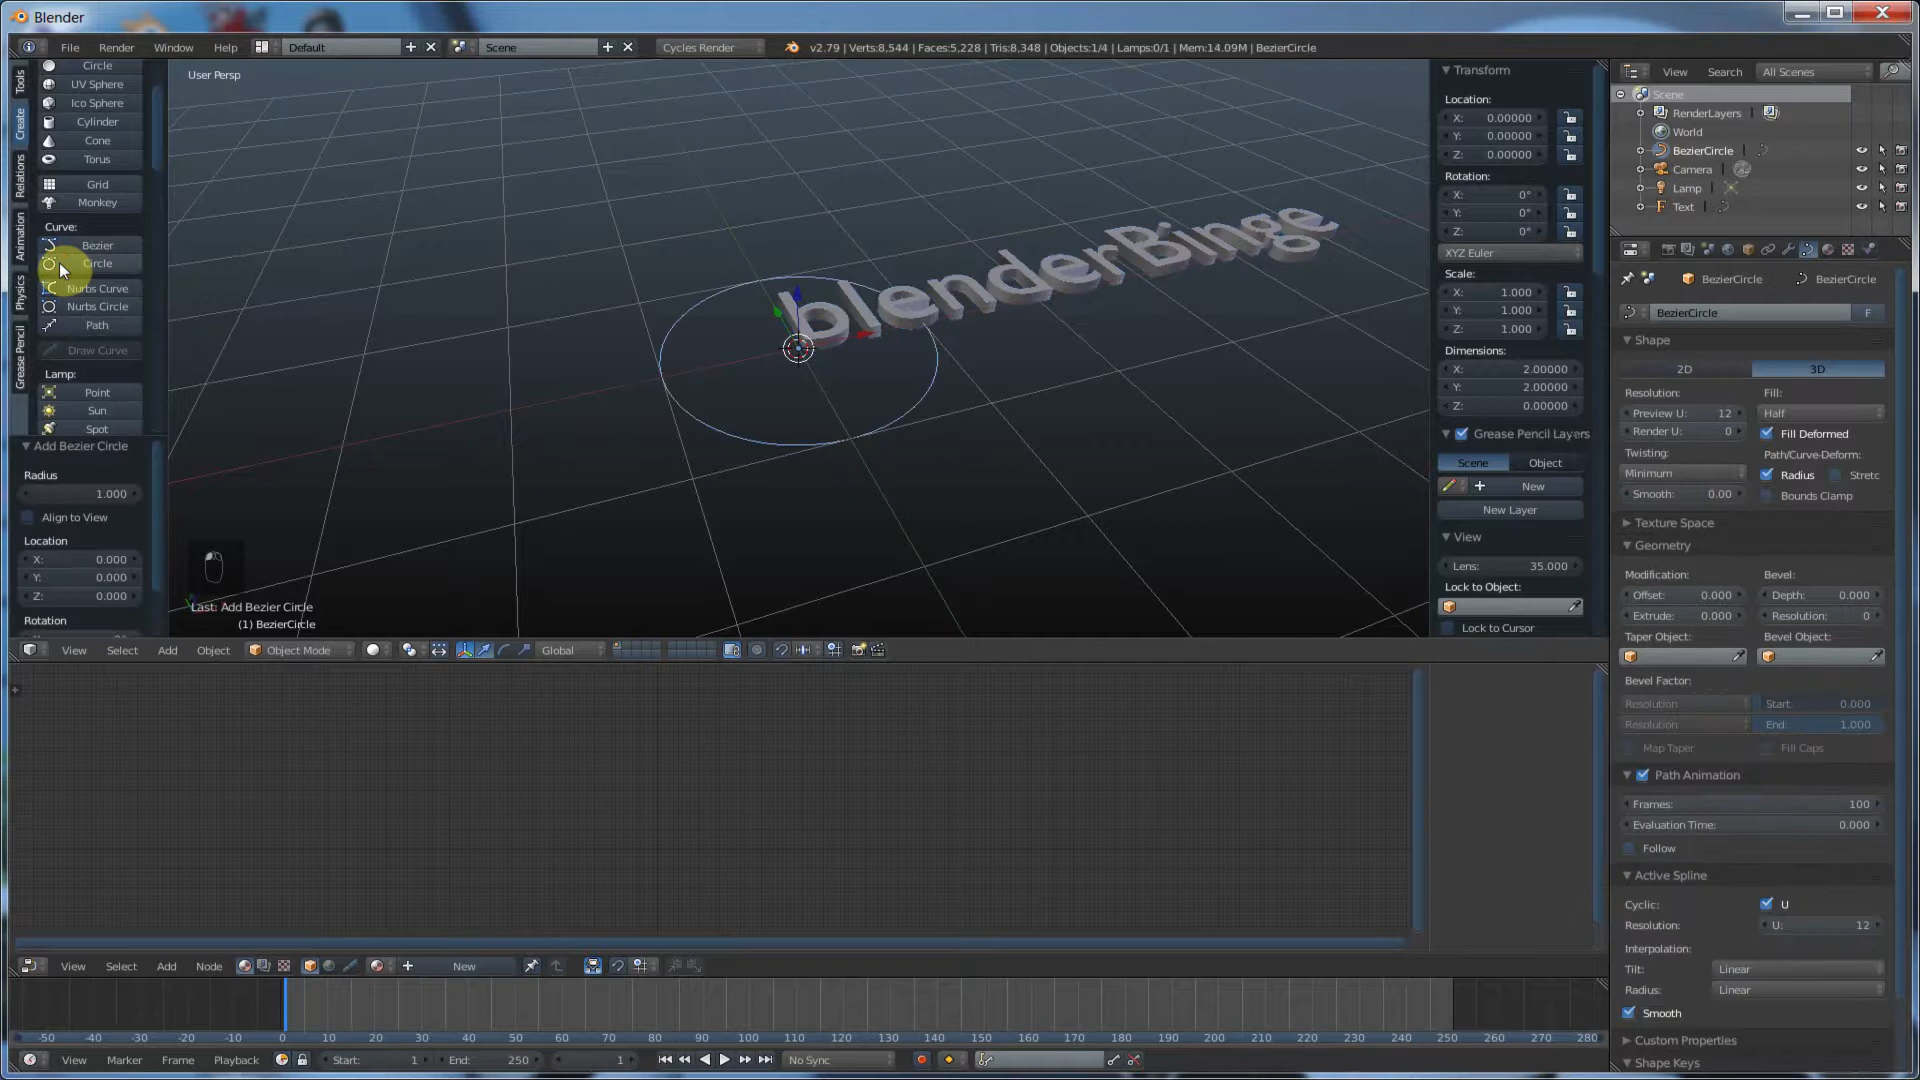 Blender
File Render Window Help Default Scene Cycles Render v2.79 | Verts:8,544 | Faces:5,228 | Tris:8,348 | Objects:1/4 | Lamps:0/1 | Mem:14.09M | BezierCircle
Tools
Create
Relations
Animation
Physics
Grease Pencil
Circle
UV Sphere
Ico Sphere
Cylinder
Cone
Torus
Grid
Monkey
Curve:
Bezier
Circle
Nurbs Curve
Nurbs Circle
Path
Draw Curve
Lamp:
Point
Sun
Spot
Add Bezier Circle
Radius
1.000
Align to View
Location
X: 0.000
Y: 0.000
Z: 0.000
Rotation
User Persp
blenderBinge
Last: Add Bezier Circle
(1) BezierCircle
Transform
Location:
X: 0.00000
Y: 0.00000
Z: 0.00000
Rotation:
X: 0°
Y: 0°
Z: 0°
XYZ Euler
Scale:
X: 1.000
Y: 1.000
Z: 1.000
Dimensions:
X: 2.00000
Y: 2.00000
Z: 0.00000
Grease Pencil Layers
Scene Object
New
New Layer
View
Lens: 35.000
Lock to Object:
Lock to Cursor
View Search All Scenes
Scene
RenderLayers
World
BezierCircle
Camera
Lamp
Text
BezierCircle BezierCircle
BezierCircle F
Shape
2D 3D
Resolution: Fill:
Preview U: 12 Half
Render U: 0 Fill Deformed
Twisting: Path/Curve-Deform:
Minimum Radius Stretc
Smooth: 0.00 Bounds Clamp
Texture Space
Geometry
Modification: Bevel:
Offset: 0.000 Depth: 0.000
Extrude: 0.000 Resolution: 0
Taper Object: Bevel Object:
Bevel Factor:
Resolution Start: 0.000
Resolution End: 1.000
Map Taper Fill Caps
Path Animation
Frames: 100
Evaluation Time: 0.000
Follow
Active Spline
Cyclic: U
Resolution: U: 12
Interpolation:
Tilt: Linear
Radius: Linear
Smooth
Custom Properties
Shape Keys
View Select Add Object Object Mode Global
View Select Add Node New
-50 -40 -30 -20 -10 0 10 20 30 40 50 60 70 80 90 100 110 120 130 140 150 160 170 180 190 200 210 220 230 240 250 260 270 280
View Marker Frame Playback Start: 1 End: 250 1 No Sync